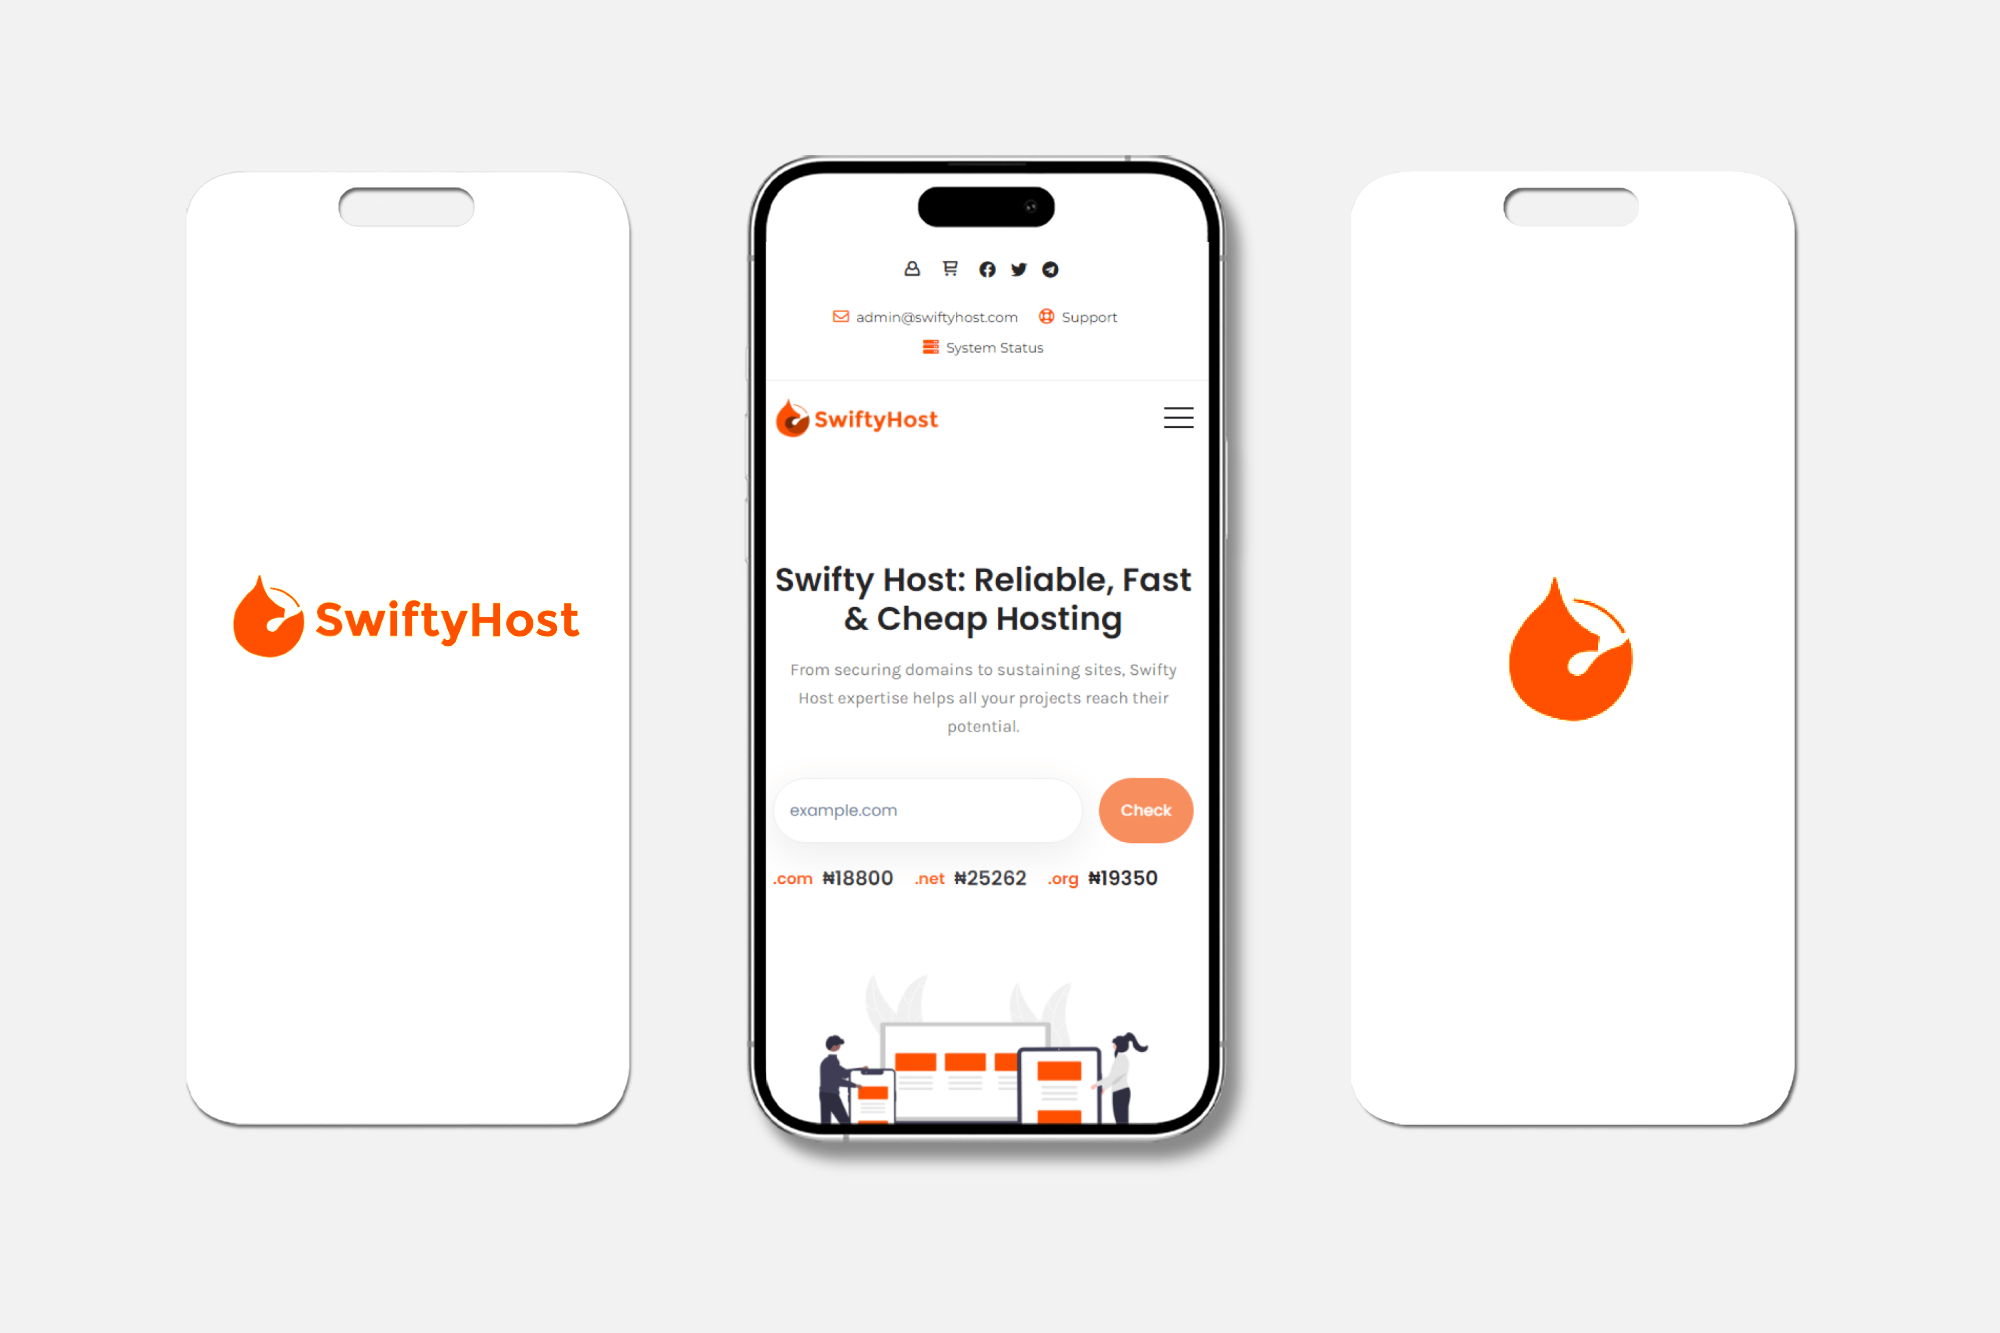 SwiftyHost
admin@swiftyhost.com Support
System Status
SwiftyHost
Swifty Host: Reliable, Fast
& Cheap Hosting
From securing domains to sustaining sites, Swifty
Host expertise helps all your projects reach their
potential.
example.com Check
.com ₦18800 .net ₦25262 .org ₦19350